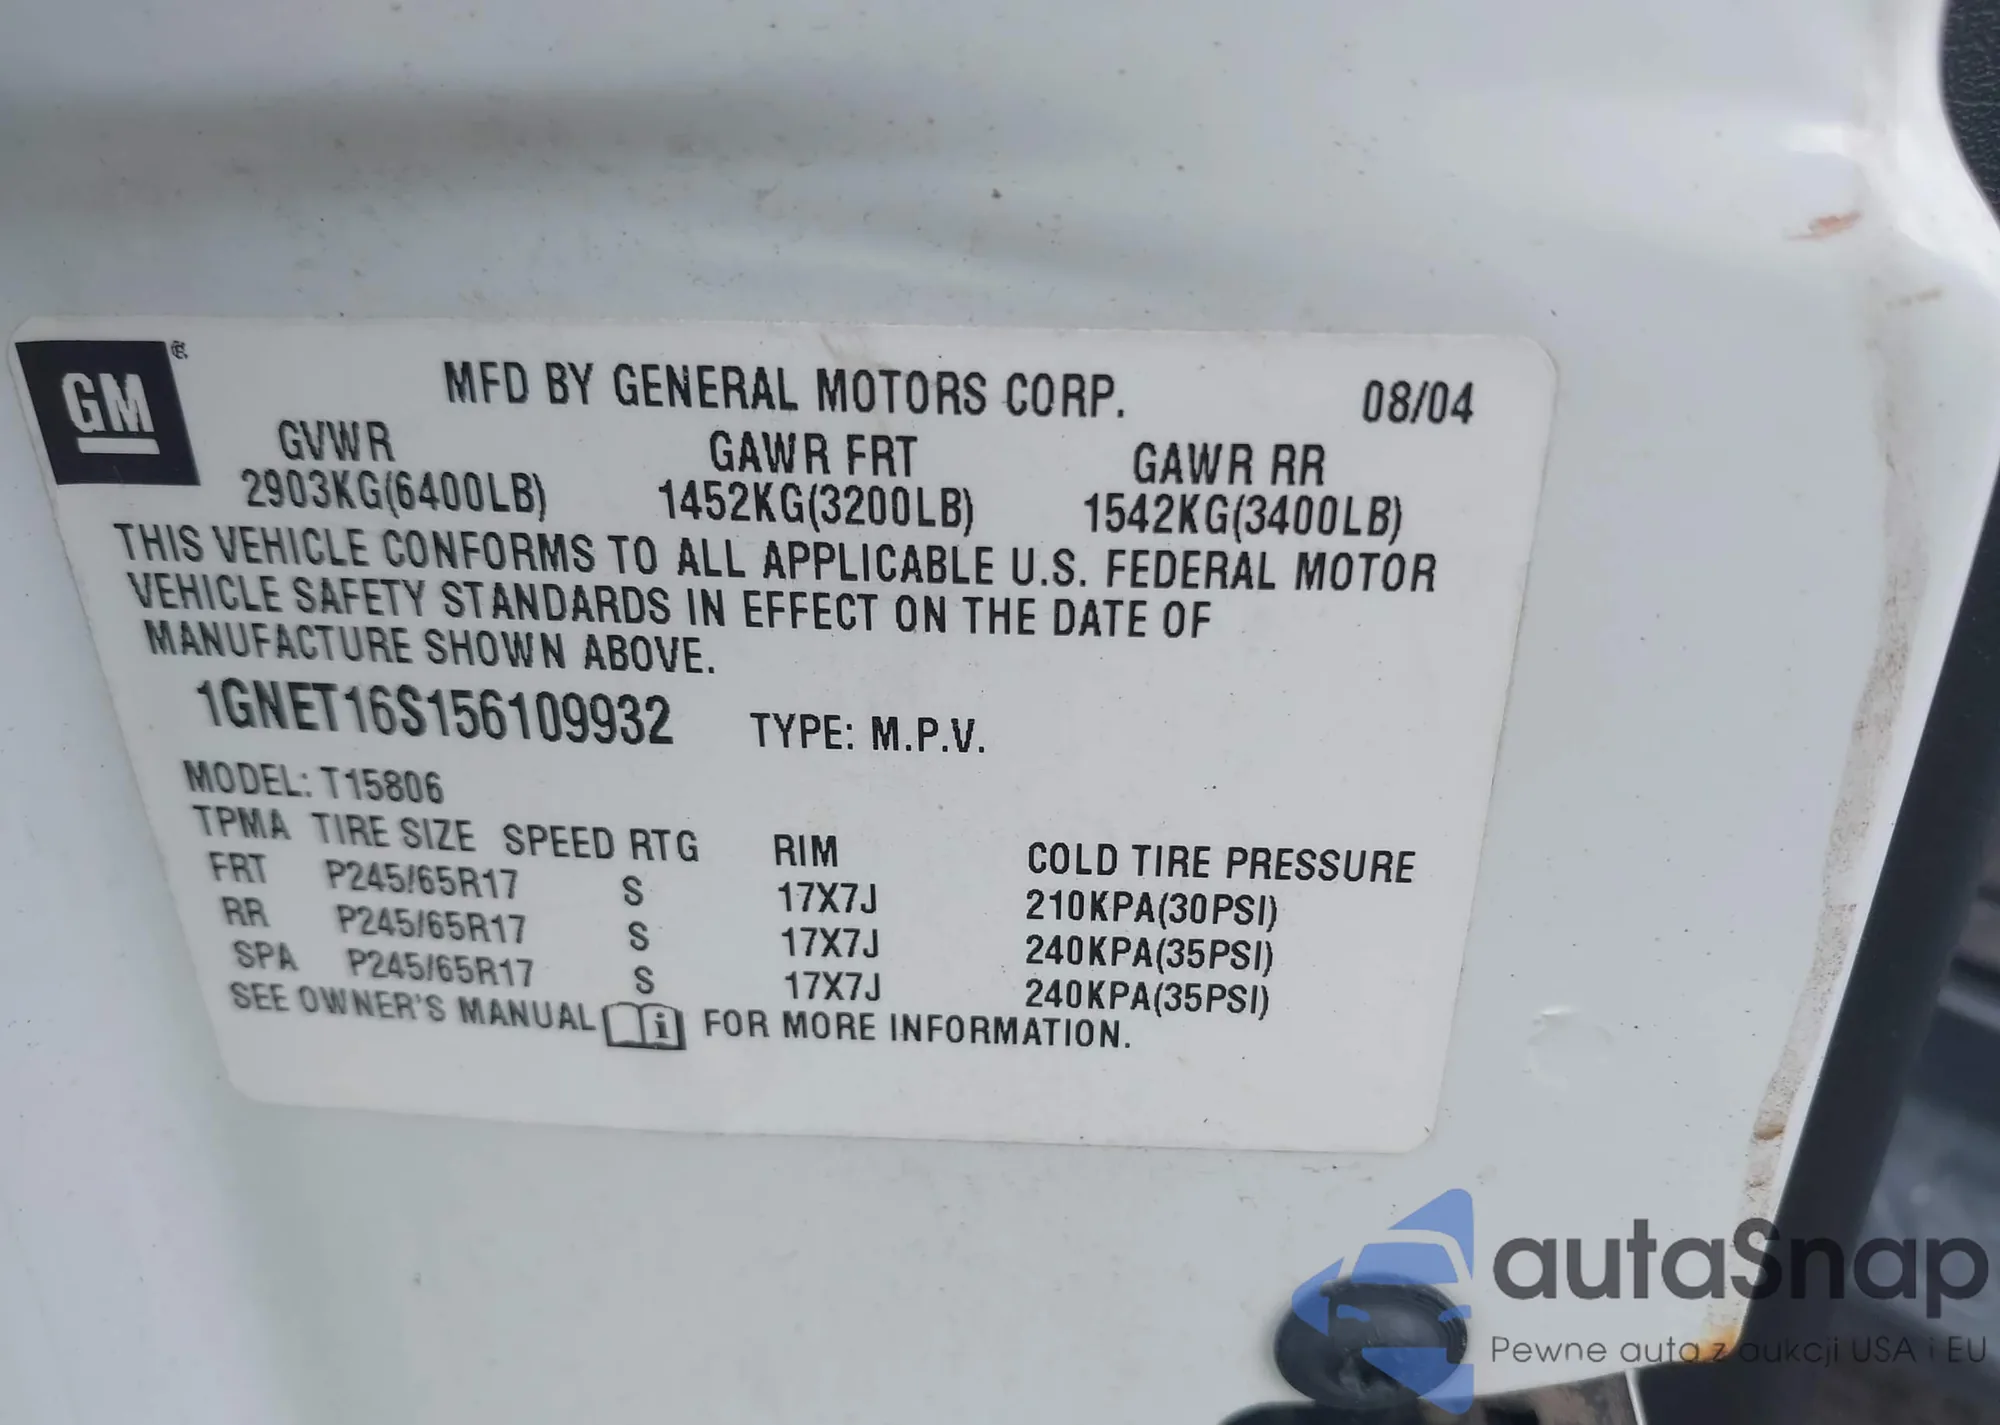 GM
MFD BY GENERAL MOTORS CORP. 08/04
GVWR GAWR FRT GAWR RR
2903KG(6400LB) 1452KG(3200LB) 1542KG(3400LB)
THIS VEHICLE CONFORMS TO ALL APPLICABLE U.S. FEDERAL MOTOR
VEHICLE SAFETY STANDARDS IN EFFECT ON THE DATE OF
MANUFACTURE SHOWN ABOVE.
1GNET16S156109932 TYPE: M.P.V.
MODEL: T15806
TPMA TIRE SIZE SPEED RTG RIM COLD TIRE PRESSURE
FRT P245/65R17 S 17X7J 210KPA(30PSI)
RR P245/65R17 S 17X7J 240KPA(35PSI)
SPA P245/65R17 S 17X7J 240KPA(35PSI)
SEE OWNER'S MANUAL i FOR MORE INFORMATION.
autaSnap
Pewne auta z aukcji USA i EU